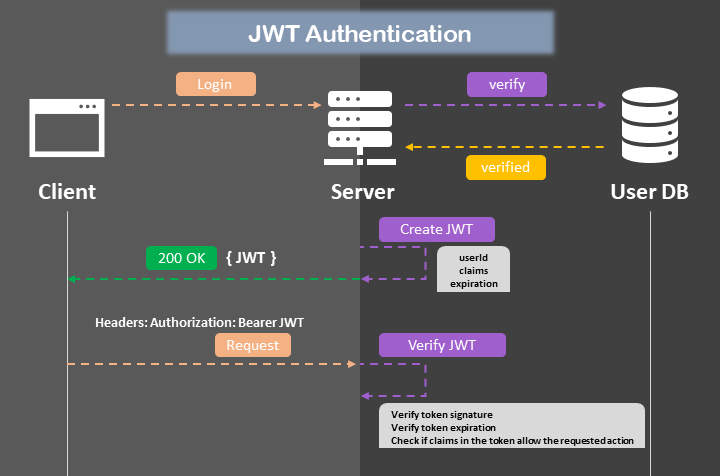 JWT Authentication
Login
verify
verified
Client
Server
User DB
Create JWT
200 OK
{ JWT }
userId
claims
expiration
Headers: Authorization: Bearer JWT
Request
Verify JWT
Verify token signature
Verify token expiration
Check if claims in the token allow the requested action